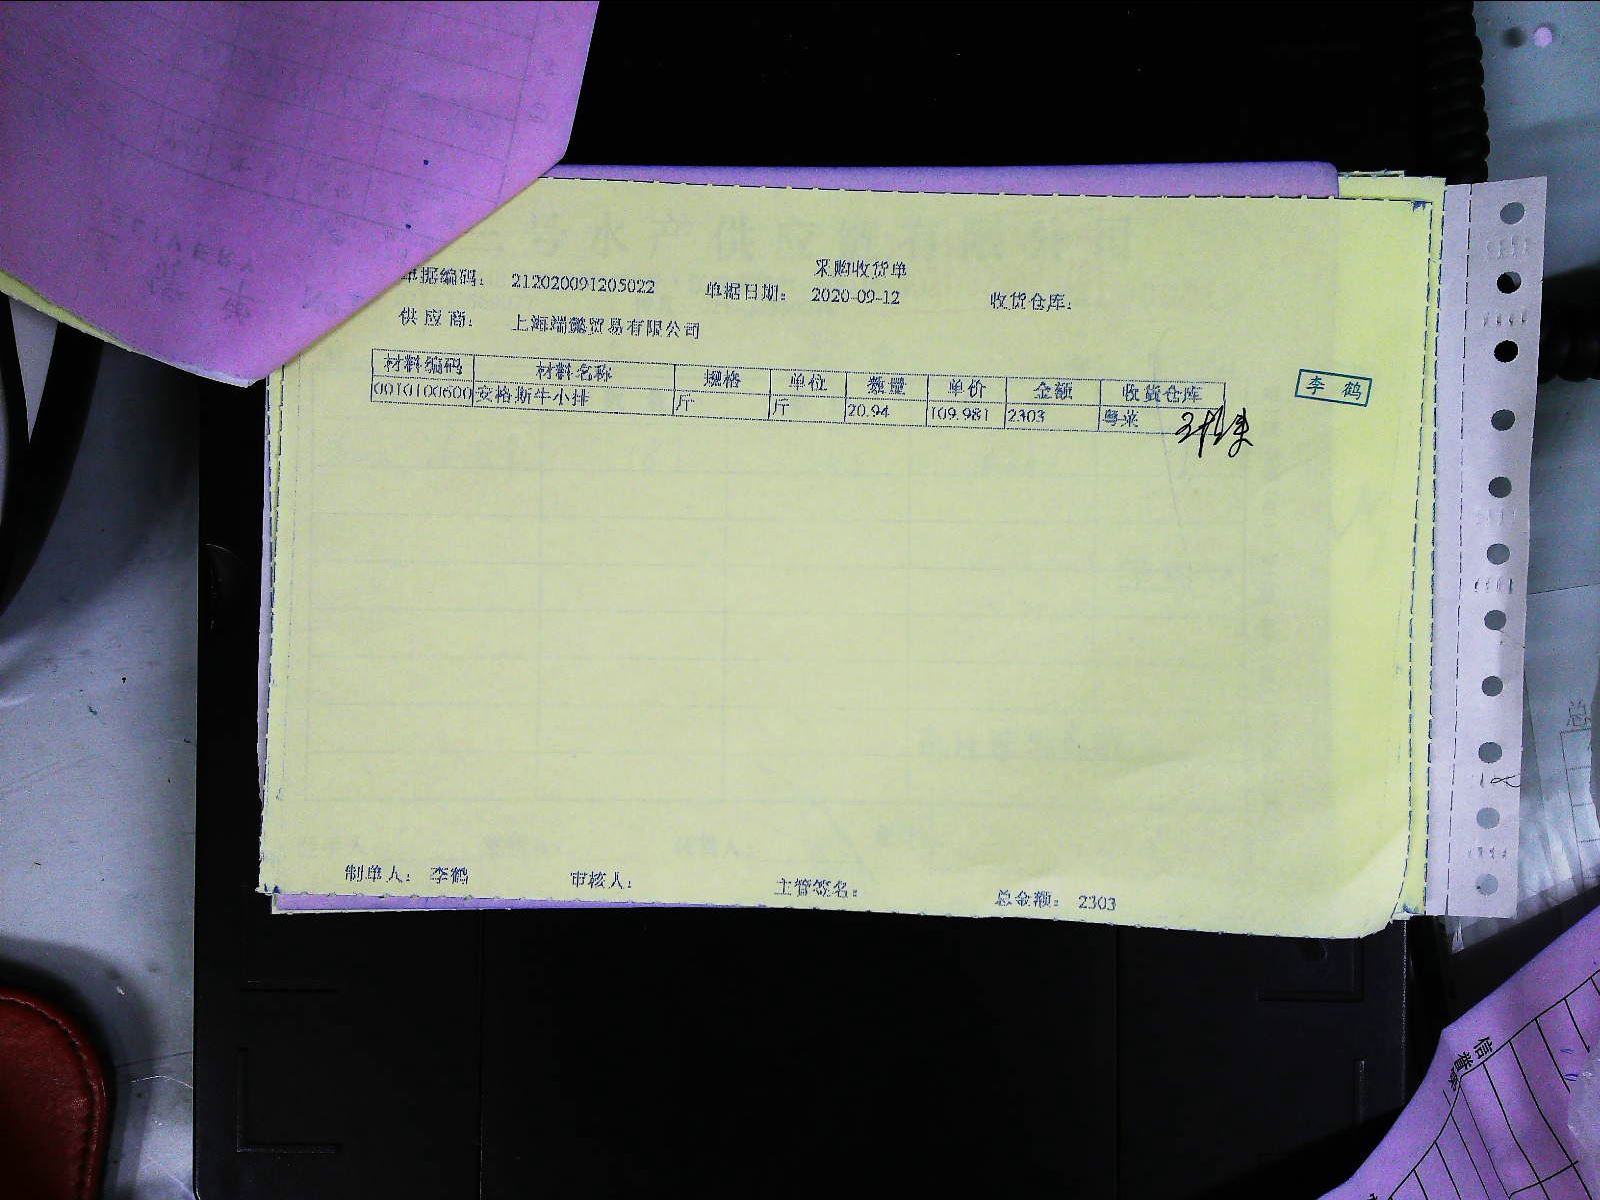 采购收货单
单据编码： 212020091205022 单据日期： 2020-09-12 收货仓库：
供应商： 上海端懿贸易有限公司
材料编码 材料名称 规格 单位 数量 单价 金额 收货仓库
0010100600 安格斯牛小排 斤 斤 20.94 109.981 2303 粤菜
李鹤
制单人： 李鹤 审核人： 主管签名： 总金额： 2303